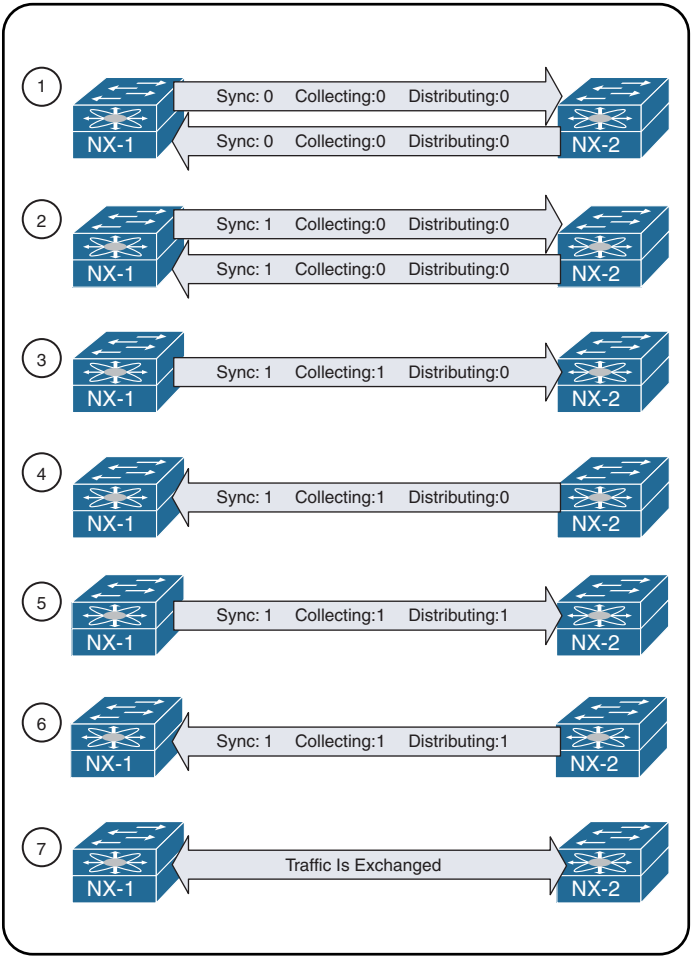 1
Sync: 0 Collecting:0 Distributing:0
Sync: 0 Collecting:0 Distributing:0
NX-1 NX-2
2
Sync: 1 Collecting:0 Distributing:0
Sync: 1 Collecting:0 Distributing:0
NX-1 NX-2
3
Sync: 1 Collecting:1 Distributing:0
NX-1 NX-2
4
Sync: 1 Collecting:1 Distributing:0
NX-1 NX-2
5
Sync: 1 Collecting:1 Distributing:1
NX-1 NX-2
6
Sync: 1 Collecting:1 Distributing:1
NX-1 NX-2
7
Traffic Is Exchanged
NX-1 NX-2